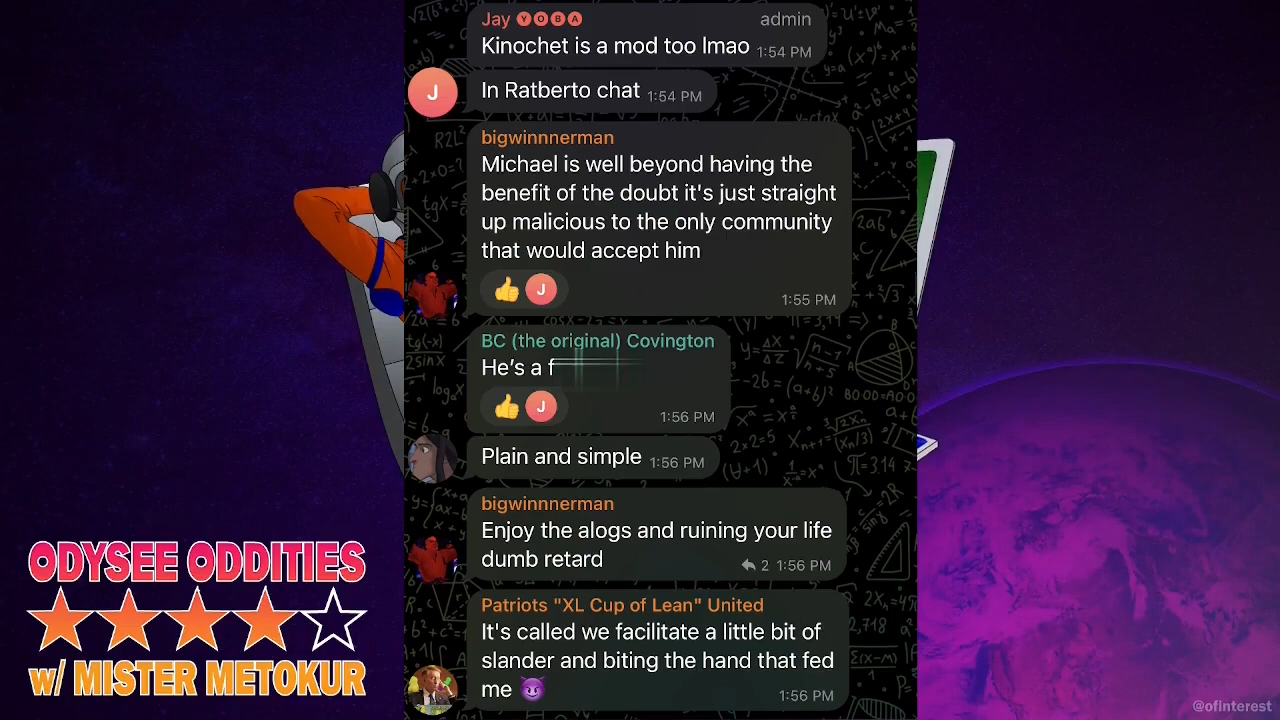 Jay YOBA admin
Kinochet is a mod too lmao 1:54 PM
J
In Ratberto chat 1:54 PM
bigwinnnerman
Michael is well beyond having the
benefit of the doubt it's just straight
up malicious to the only community
that would accept him
👍 J 1:55 PM
BC (the original) Covington
He's a f
👍 J 1:56 PM
Plain and simple 1:56 PM
bigwinnnerman
Enjoy the alogs and ruining your life
dumb retard 2 1:56 PM
Patriots "XL Cup of Lean" United
It's called we facilitate a little bit of
slander and biting the hand that fed
me 😈 1:56 PM
ODYSEE ODDITIES
w/ MISTER METOKUR
@ofinterest